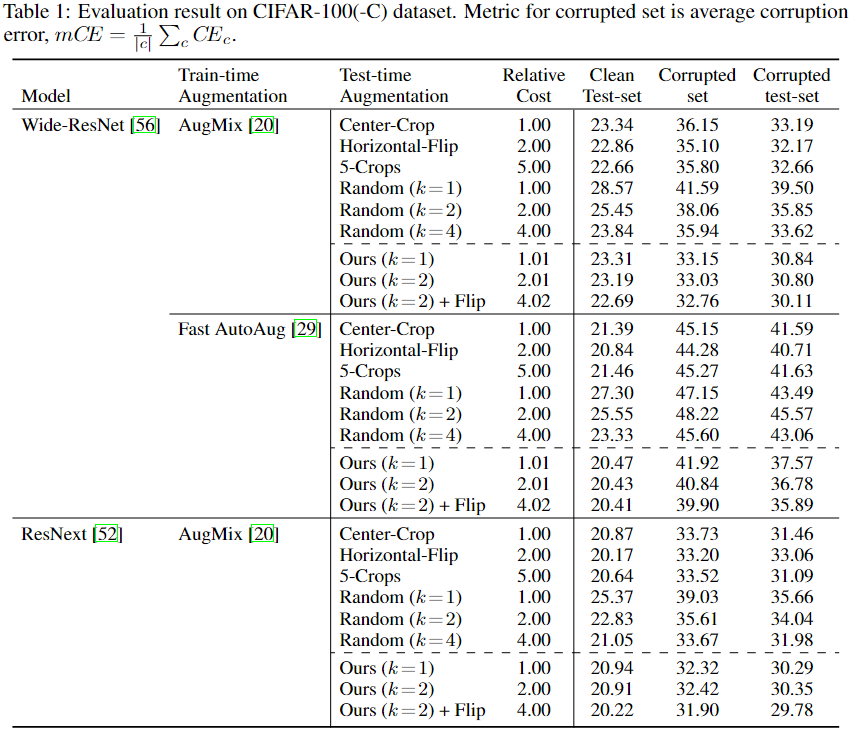 Table 1: Evaluation result on CIFAR-100(-C) dataset. Metric for corrupted set is average corruption
error, mCE = 1/|c| ∑c CEc.
Model Train-time Augmentation Test-time Augmentation Relative Cost Clean Test-set Corrupted set Corrupted test-set
Wide-ResNet [56] AugMix [20] Center-Crop 1.00 23.34 36.15 33.19
Horizontal-Flip 2.00 22.86 35.10 32.17
5-Crops 5.00 22.66 35.80 32.66
Random (k=1) 1.00 28.57 41.59 39.50
Random (k=2) 2.00 25.45 38.06 35.85
Random (k=4) 4.00 23.84 35.94 33.62
Ours (k=1) 1.01 23.31 33.15 30.84
Ours (k=2) 2.01 23.19 33.03 30.80
Ours (k=2) + Flip 4.02 22.69 32.76 30.11
Fast AutoAug [29] Center-Crop 1.00 21.39 45.15 41.59
Horizontal-Flip 2.00 20.84 44.28 40.71
5-Crops 5.00 21.46 45.27 41.63
Random (k=1) 1.00 27.30 47.15 43.49
Random (k=2) 2.00 25.55 48.22 45.57
Random (k=4) 4.00 23.33 45.60 43.06
Ours (k=1) 1.01 20.47 41.92 37.57
Ours (k=2) 2.01 20.43 40.84 36.78
Ours (k=2) + Flip 4.02 20.41 39.90 35.89
ResNext [52] AugMix [20] Center-Crop 1.00 20.87 33.73 31.46
Horizontal-Flip 2.00 20.17 33.20 33.06
5-Crops 5.00 20.64 33.52 31.09
Random (k=1) 1.00 25.37 39.03 35.66
Random (k=2) 2.00 22.83 35.61 34.04
Random (k=4) 4.00 21.05 33.67 31.98
Ours (k=1) 1.00 20.94 32.32 30.29
Ours (k=2) 2.00 20.91 32.42 30.35
Ours (k=2) + Flip 4.00 20.22 31.90 29.78